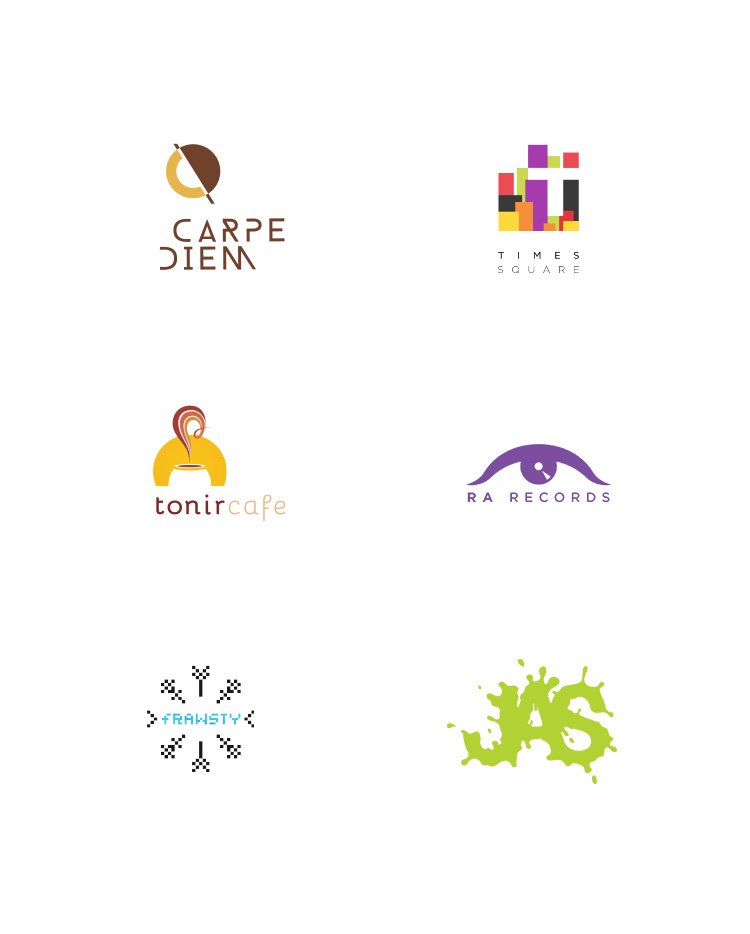 CARPE
DIEM
TIMES
SQUARE
tonircafe
RA RECORDS
fRAWSTY
JAS